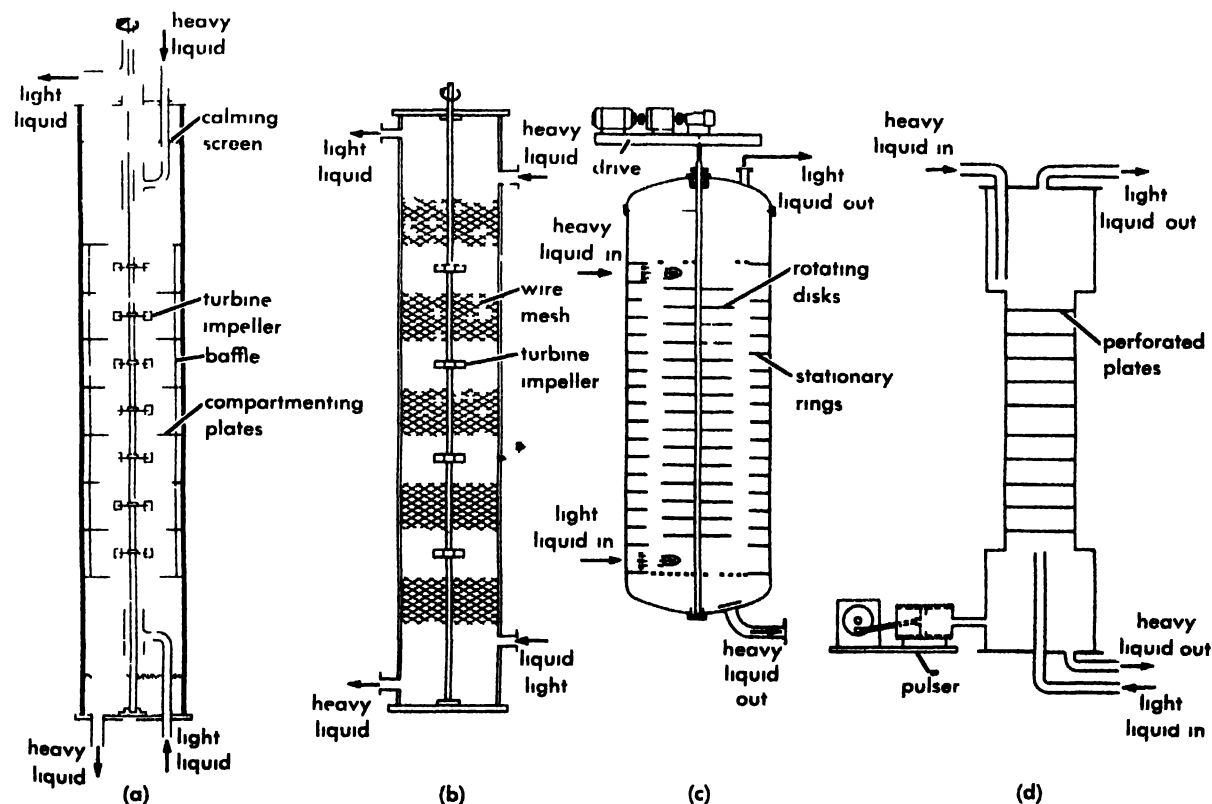 heavy
liquid
light
liquid
calming
screen
turbine
impeller
baffle
compartmenting
plates
heavy
liquid
light
liquid
(a)
light
liquid
heavy
liquid
wire
mesh
turbine
impeller
liquid
light
heavy
liquid
(b)
drive
light
liquid out
heavy
liquid in
rotating
disks
stationary
rings
light
liquid in
heavy
liquid
out
(c)
heavy
liquid in
light
liquid out
perforated
plates
pulser
heavy
liquid out
light
liquid in
(d)